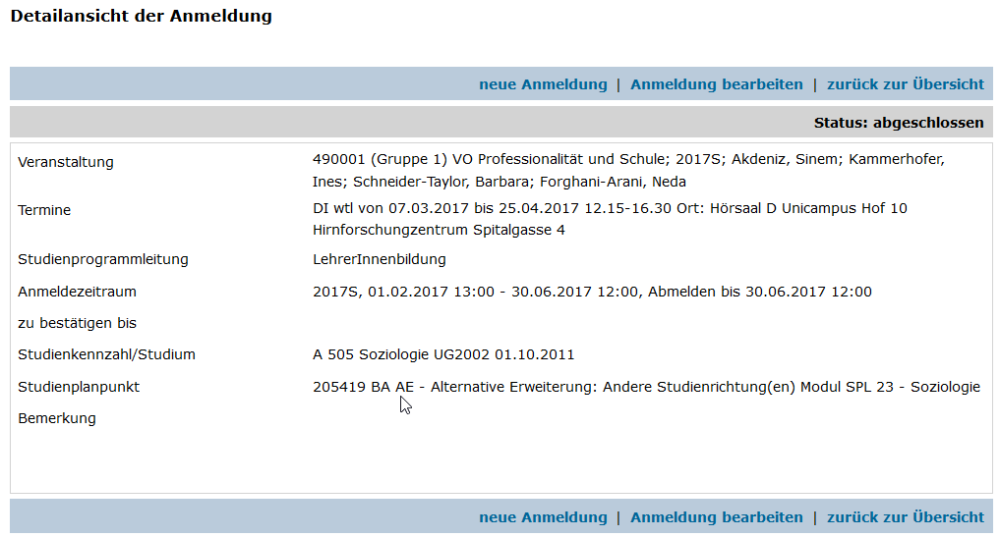 Detailansicht der Anmeldung
neue Anmeldung | Anmeldung bearbeiten | zurück zur Übersicht
Status: abgeschlossen
Veranstaltung 490001 (Gruppe 1) VO Professionalität und Schule; 2017S; Akdeniz, Sinem; Kammerhofer,
Ines; Schneider-Taylor, Barbara; Forghani-Arani, Neda
Termine DI wtl von 07.03.2017 bis 25.04.2017 12.15-16.30 Ort: Hörsaal D Unicampus Hof 10
Hirnforschungzentrum Spitalgasse 4
Studienprogrammleitung LehrerInnenbildung
Anmeldezeitraum 2017S, 01.02.2017 13:00 - 30.06.2017 12:00, Abmelden bis 30.06.2017 12:00
zu bestätigen bis
Studienkennzahl/Studium A 505 Soziologie UG2002 01.10.2011
Studienplanpunkt 205419 BA AE - Alternative Erweiterung: Andere Studienrichtung(en) Modul SPL 23 - Soziologie
Bemerkung
neue Anmeldung | Anmeldung bearbeiten | zurück zur Übersicht